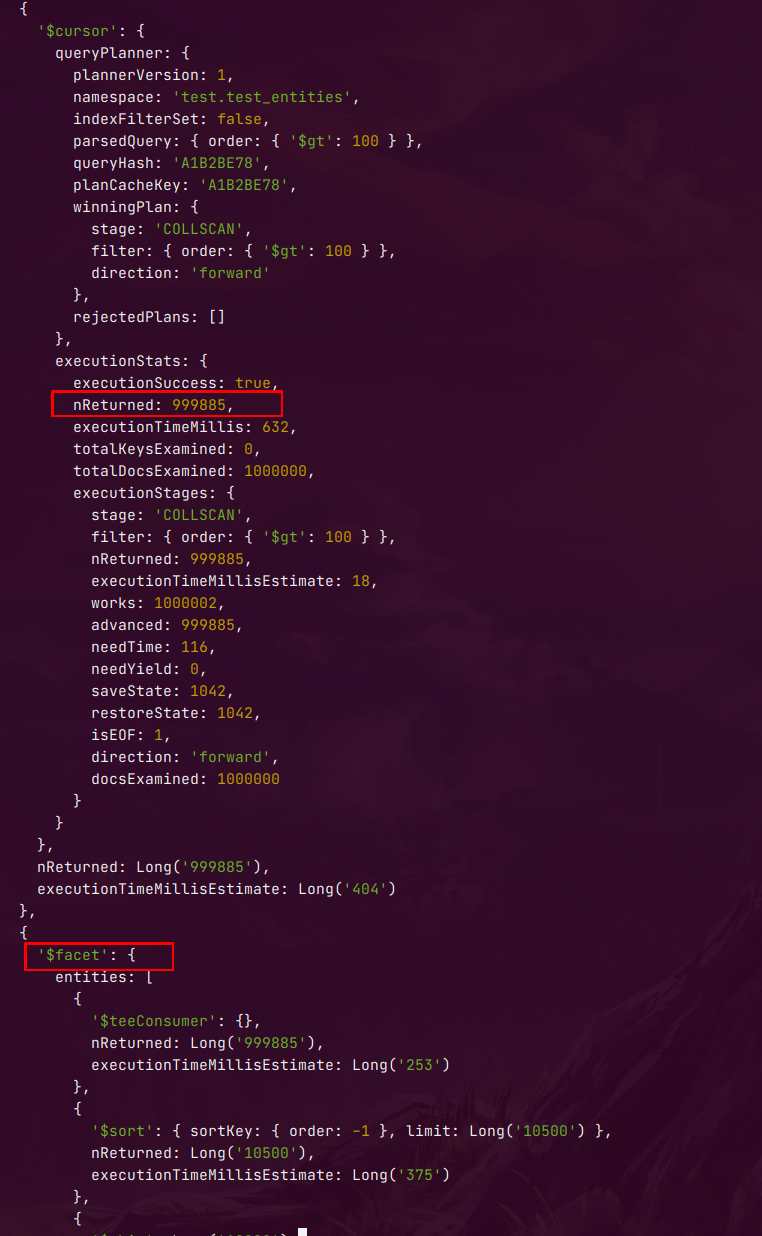 {
'$cursor': {
queryPlanner: {
plannerVersion: 1,
namespace: 'test.test_entities',
indexFilterSet: false,
parsedQuery: { order: { '$gt': 100 } },
queryHash: 'A1B2BE78',
planCacheKey: 'A1B2BE78',
winningPlan: {
stage: 'COLLSCAN',
filter: { order: { '$gt': 100 } },
direction: 'forward'
},
rejectedPlans: []
},
executionStats: {
executionSuccess: true,
nReturned: 999885,
executionTimeMillis: 632,
totalKeysExamined: 0,
totalDocsExamined: 1000000,
executionStages: {
stage: 'COLLSCAN',
filter: { order: { '$gt': 100 } },
nReturned: 999885,
executionTimeMillisEstimate: 18,
works: 1000002,
advanced: 999885,
needTime: 116,
needYield: 0,
saveState: 1042,
restoreState: 1042,
isEOF: 1,
direction: 'forward',
docsExamined: 1000000
}
}
},
nReturned: Long('999885'),
executionTimeMillisEstimate: Long('404')
},
{
'$facet': {
entities: [
{
'$teeConsumer': {},
nReturned: Long('999885'),
executionTimeMillisEstimate: Long('253')
},
{
'$sort': { sortKey: { order: -1 }, limit: Long('10500') },
nReturned: Long('10500'),
executionTimeMillisEstimate: Long('375')
},
{